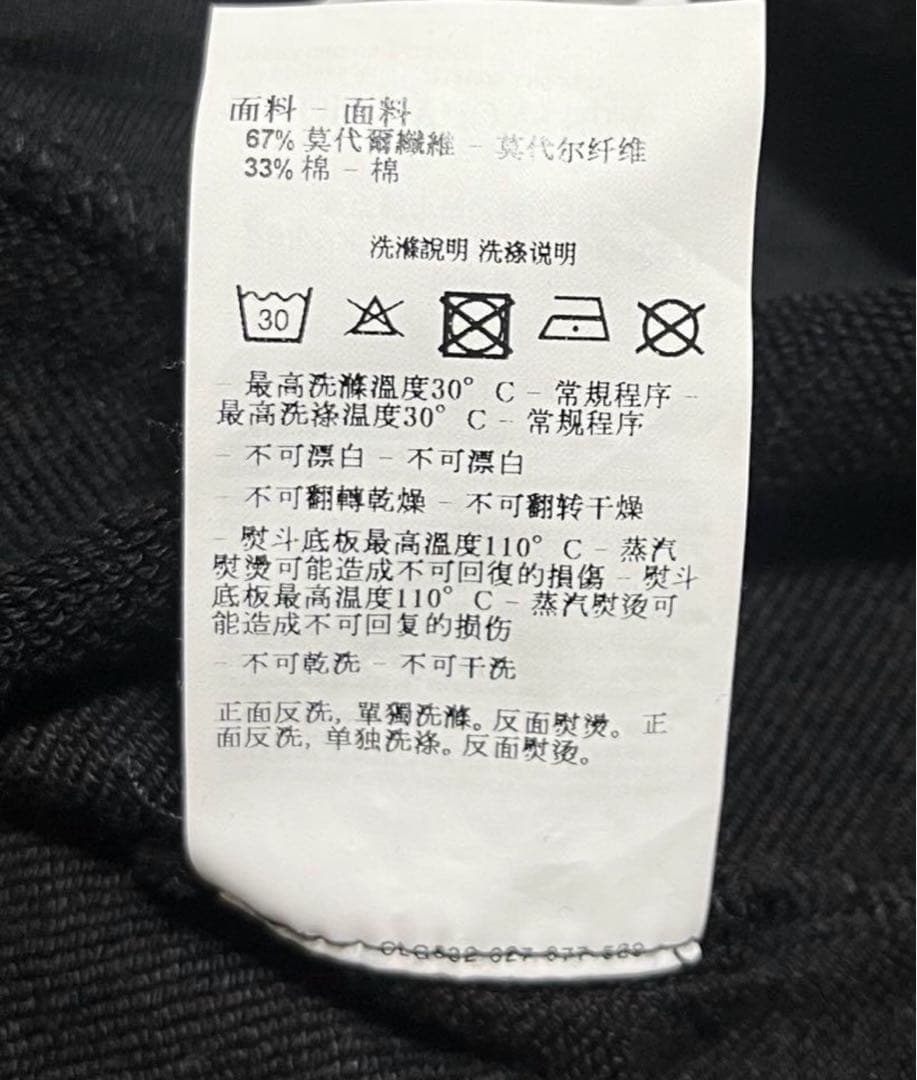 面料 - 面料
67% 莫代爾纖維 - 莫代尔纤维
33% 棉 - 棉
洗滌說明 洗涤说明
30
- 最高洗滌溫度30° C - 常規程序 -
最高洗涤温度30° C - 常规程序
- 不可漂白 - 不可漂白
- 不可翻轉乾燥 - 不可翻转干燥
- 熨斗底板最高溫度110° C - 蒸汽
熨燙可能造成不可回復的損傷 - 熨斗
底板最高温度110° C - 蒸汽熨烫可
能造成不可回复的损伤
- 不可乾洗 - 不可干洗
正面反洗, 單獨洗滌。反面熨燙。 正
面反洗, 单独洗涤。反面熨烫。